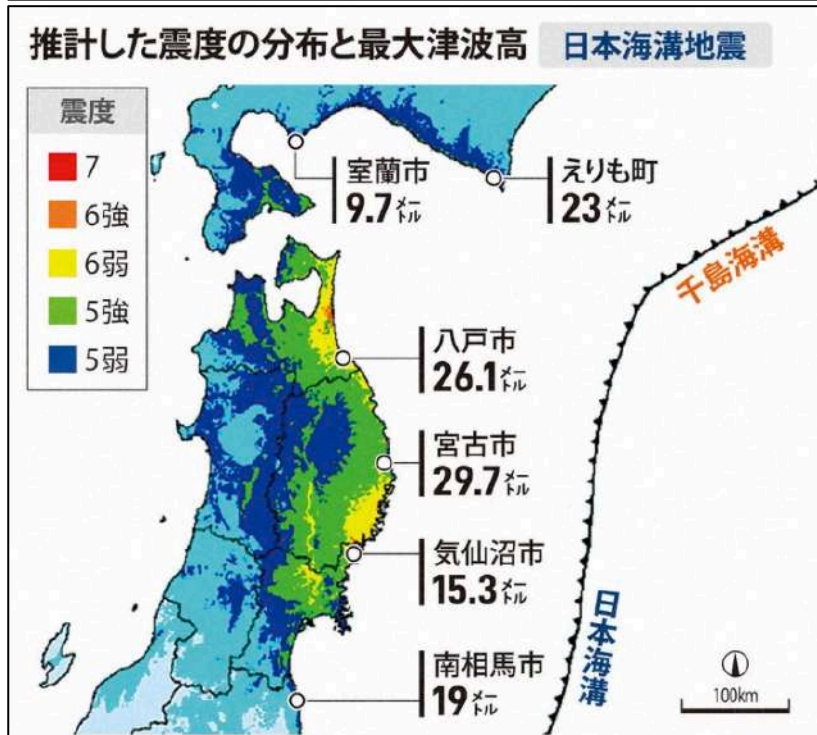 推計した震度の分布と最大津波高 日本海溝地震
震度
7
6強
6弱
5強
5弱
室蘭市
9.7メートル
えりも町
23メートル
千島海溝
八戸市
26.1メートル
宮古市
29.7メートル
気仙沼市
15.3メートル
南相馬市
19メートル
日本海溝
100km